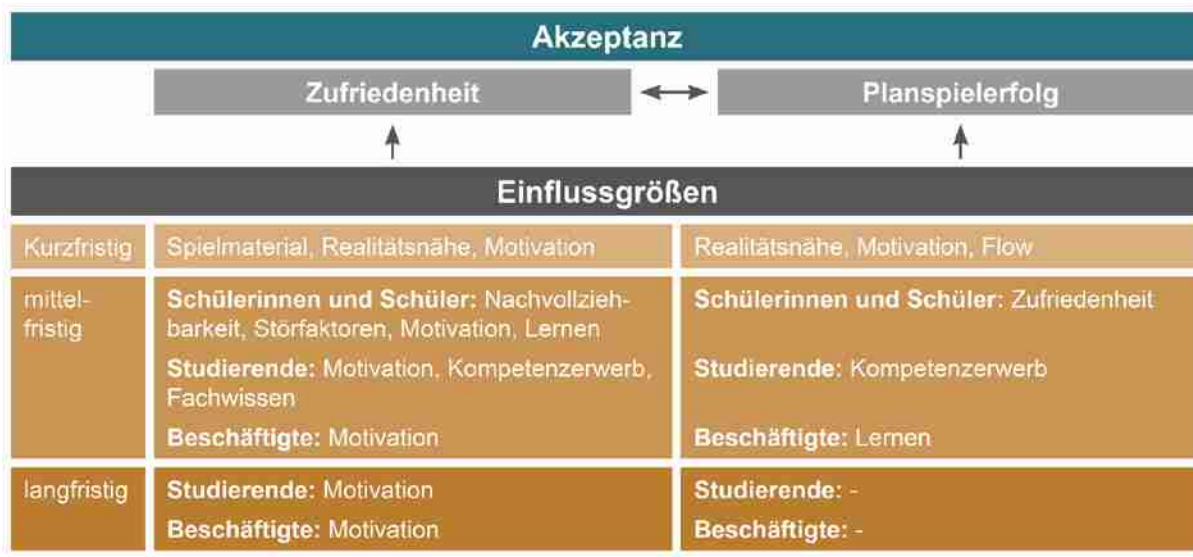 Akzeptanz
Zufriedenheit
Planspielerfolg
Einflussgrößen
Kurzfristig
Spielmaterial, Realitätsnähe, Motivation
Realitätsnähe, Motivation, Flow
mittel-
fristig
Schülerinnen und Schüler: Nachvollzieh-
barkeit, Störfaktoren, Motivation, Lernen
Studierende: Motivation, Kompetenzerwerb,
Fachwissen
Beschäftigte: Motivation
Schülerinnen und Schüler: Zufriedenheit
Studierende: Kompetenzerwerb
Beschäftigte: Lernen
langfristig
Studierende: Motivation
Beschäftigte: Motivation
Studierende: -
Beschäftigte: -